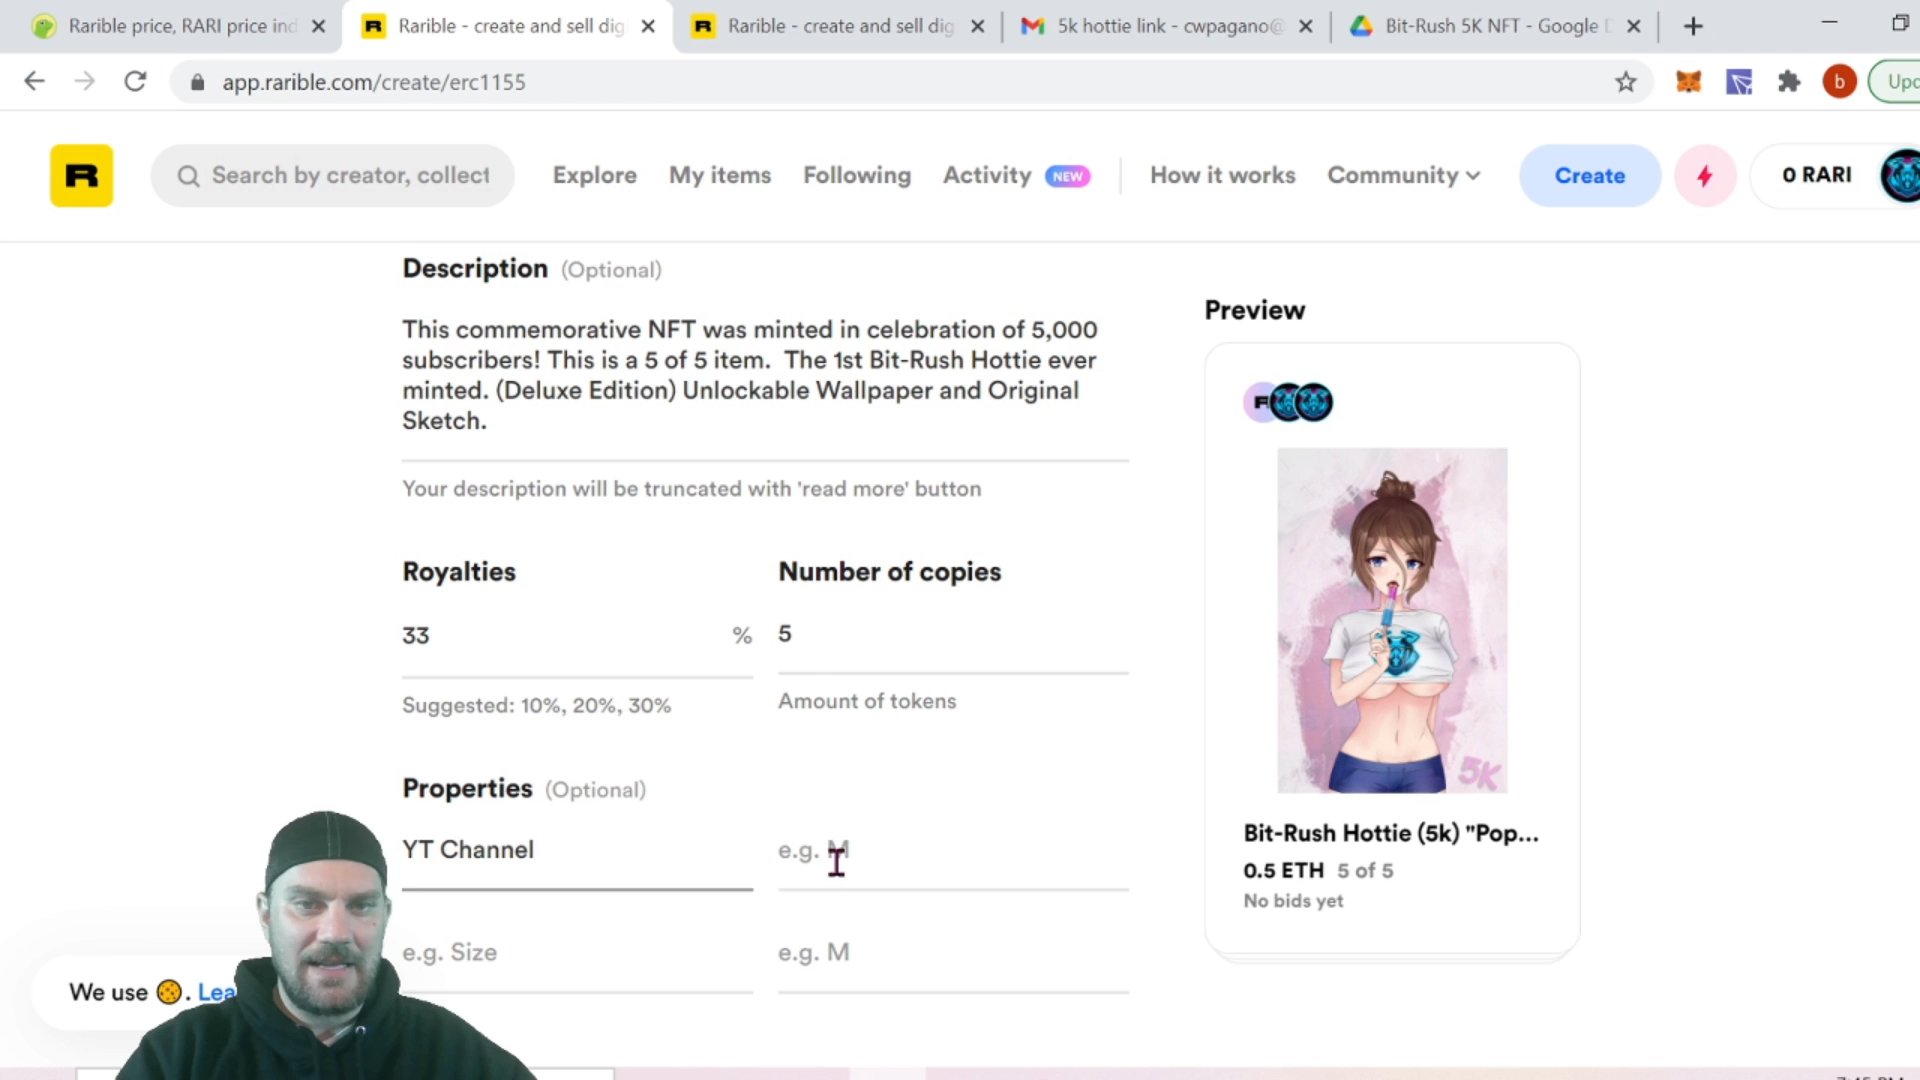 Rarible price, RARI price ind
Rarible - create and sell dig
Rarible - create and sell dig
5k hottie link - cwpagano@
Bit-Rush 5K NFT - Google D
app.rarible.com/create/erc1155
b
Upd
R
Search by creator, collect
Explore
My items
Following
Activity NEW
How it works
Community
Create
0 RARI
Description (Optional)
This commemorative NFT was minted in celebration of 5,000
subscribers! This is a 5 of 5 item.  The 1st Bit-Rush Hottie ever
minted. (Deluxe Edition) Unlockable Wallpaper and Original
Sketch.
Your description will be truncated with 'read more' button
Royalties
Number of copies
33 %
5
Suggested: 10%, 20%, 30%
Amount of tokens
Properties (Optional)
YT Channel
e.g. M
e.g. Size
e.g. M
We use 🍪. Lea
Preview
5K
Bit-Rush Hottie (5k) "Pop...
0.5 ETH 5 of 5
No bids yet